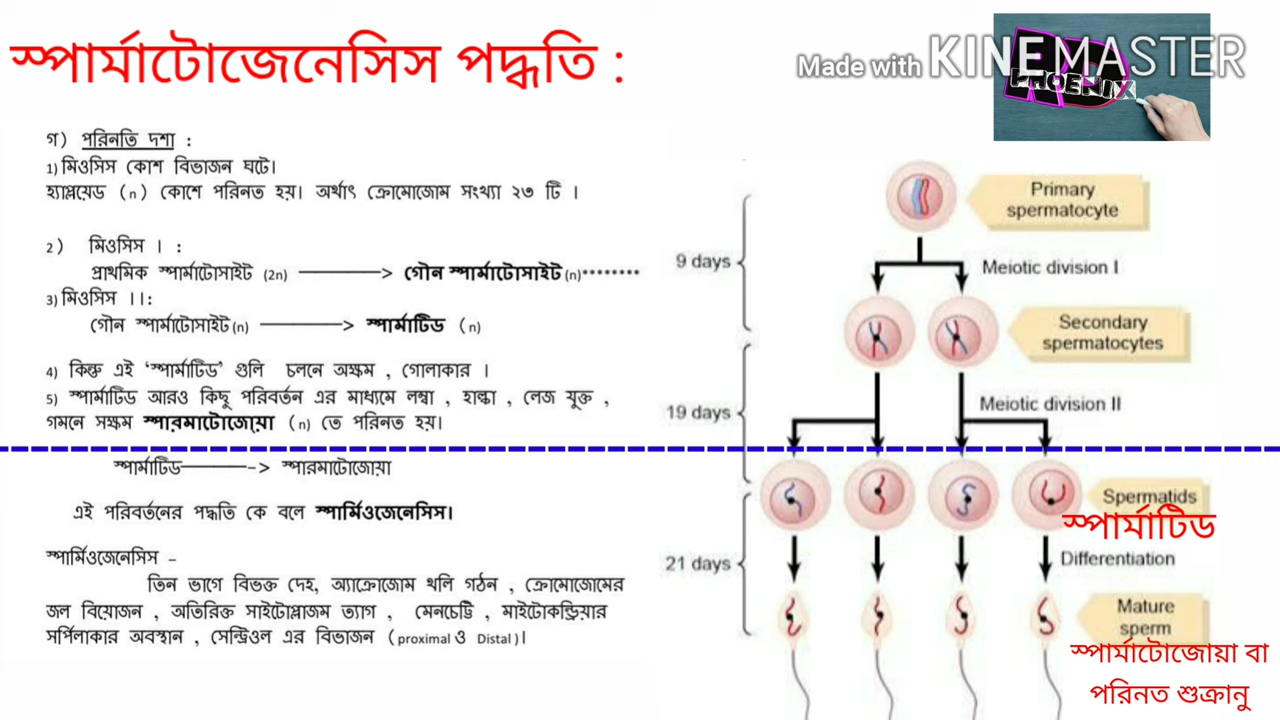 স্পার্মাটোজেনেসিস পদ্ধতি :
Made with KINEMASTER
PHOENIX
গ) পরিনতি দশা :
1) মিওসিস কোশ বিভাজন ঘটে।
হ্যাপ্লয়েড (n) কোশে পরিনত হয়। অর্থাৎ ক্রোমোজোম সংখ্যা ২৩ টি ।
2) মিওসিস । :
প্রাথমিক স্পার্মাটোসাইট (2n) ————> গৌন স্পার্মাটোসাইট (n)••••••••
3) মিওসিস ।।:
গৌন স্পার্মাটোসাইট (n) ————> স্পার্মাটিড (n)
4) কিন্তু এই ‘স্পার্মাটিড’ গুলি চলনে অক্ষম , গোলাকার ।
5) স্পার্মাটিড আরও কিছু পরিবর্তন এর মাধ্যমে লম্বা , হাল্কা , লেজ যুক্ত ,
গমনে সক্ষম স্পারমাটোজোয়া (n) তে পরিনত হয়।
স্পার্মাটিড————–> স্পারমাটোজোয়া
এই পরিবর্তনের পদ্ধতি কে বলে স্পার্মিওজেনেসিস।
স্পার্মিওজেনেসিস –
তিন ভাগে বিভক্ত দেহ, অ্যাক্রোজোম থলি গঠন , ক্রোমোজোমের
জল বিয়োজন , অতিরিক্ত সাইটোপ্লাজম ত্যাগ , মেনচেট্টি , মাইটোকন্ড্রিয়ার
সর্পিলাকার অবস্থান , সেন্ট্রিওল এর বিভাজন (proximal ও Distal)।
Primary
spermatocyte
9 days
Meiotic division I
Secondary
spermatocytes
19 days
Meiotic division II
Spermatids
স্পার্মাটিড
21 days
Differentiation
Mature
sperm
স্পার্মাটোজোয়া বা
পরিনত শুক্রানু